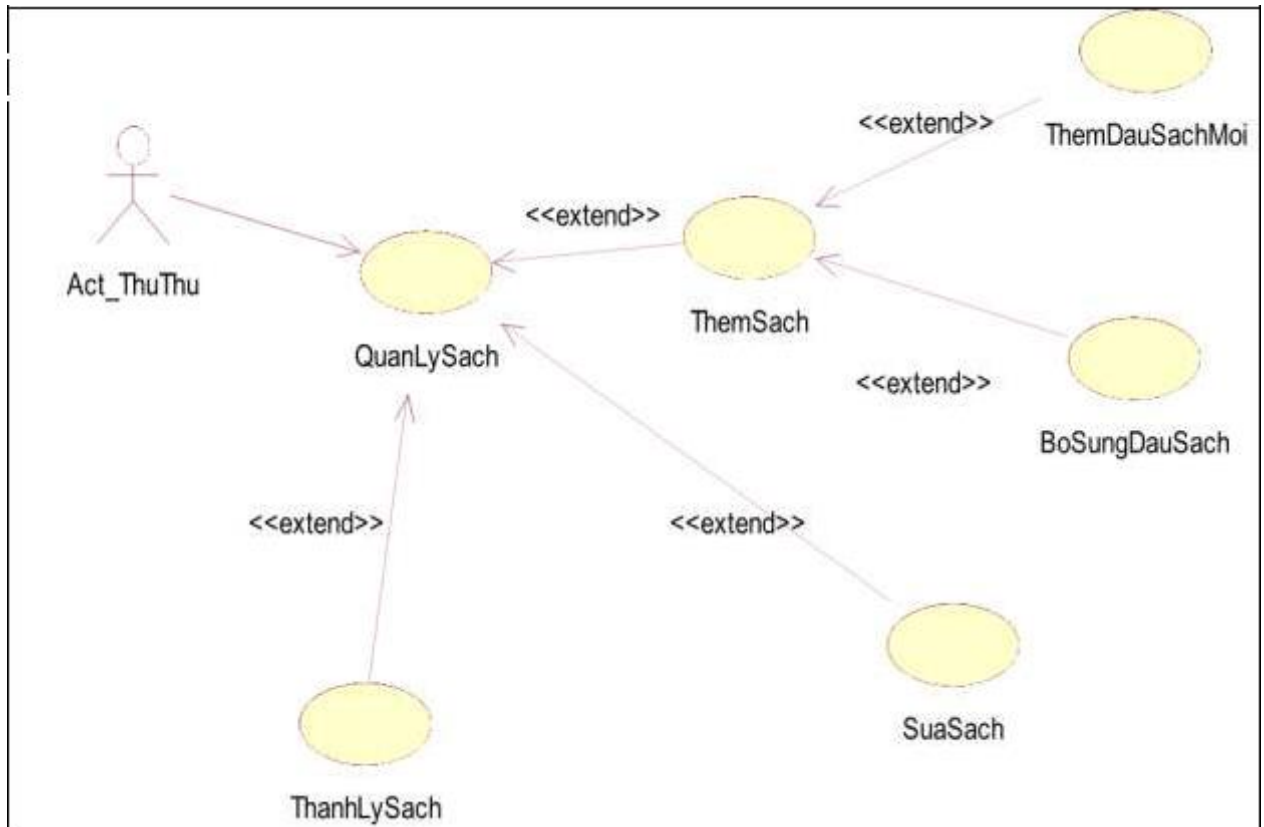 <<extend>>
ThemDauSachMoi
<<extend>>
Act_ThuThu
ThemSach
QuanLySach
<<extend>>
BoSungDauSach
<<extend>>
<<extend>>
SuaSach
ThanhLySach